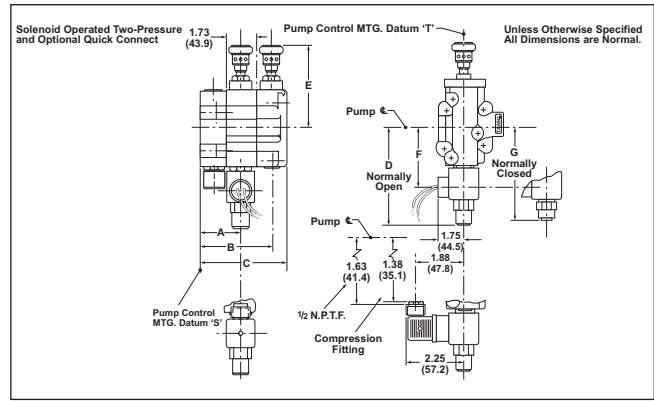 Solenoid Operated Two-Pressure
and Optional Quick Connect
1.73
(43.9)
Pump Control MTG. Datum ‘T’
Unless Otherwise Specified
All Dimensions are Normal.
E
Pump ℄
D
Normally
Open
F
G
Normally
Closed
A
B
C
Pump ℄
1.75
(44.5)
1.88
(47.8)
1.63
(41.4)
1.38
(35.1)
Pump Control
MTG. Datum ‘S’
1/2 N.P.T.F.
Compression
Fitting
2.25
(57.2)